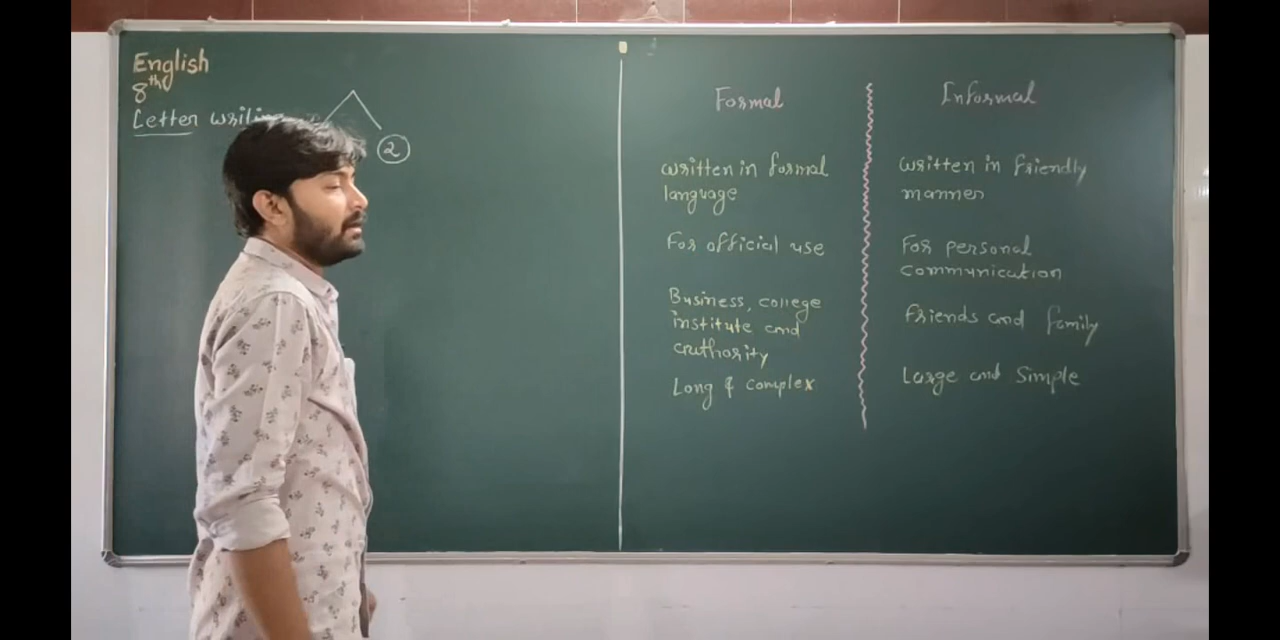 English
8th
Letter writing
2
Formal
written in formal
language
For official use
Business, college
institute and
authority
Long & complex
Informal
written in friendly
manner
For personal
communication
Friends and family
Large and Simple